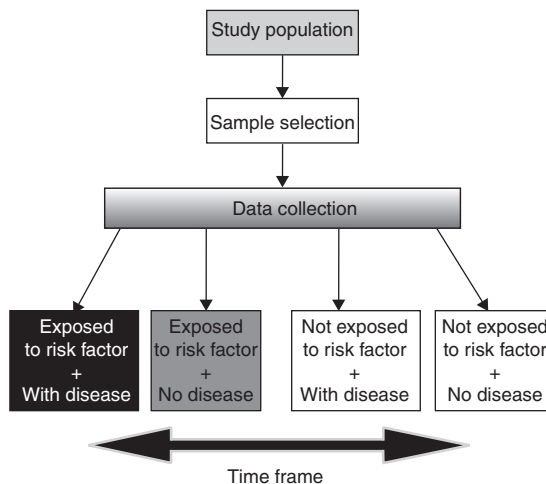 Study population
Sample selection
Data collection
Exposed
to risk factor
+
With disease
Exposed
to risk factor
+
No disease
Not exposed
to risk factor
+
With disease
Not exposed
to risk factor
+
No disease
Time frame